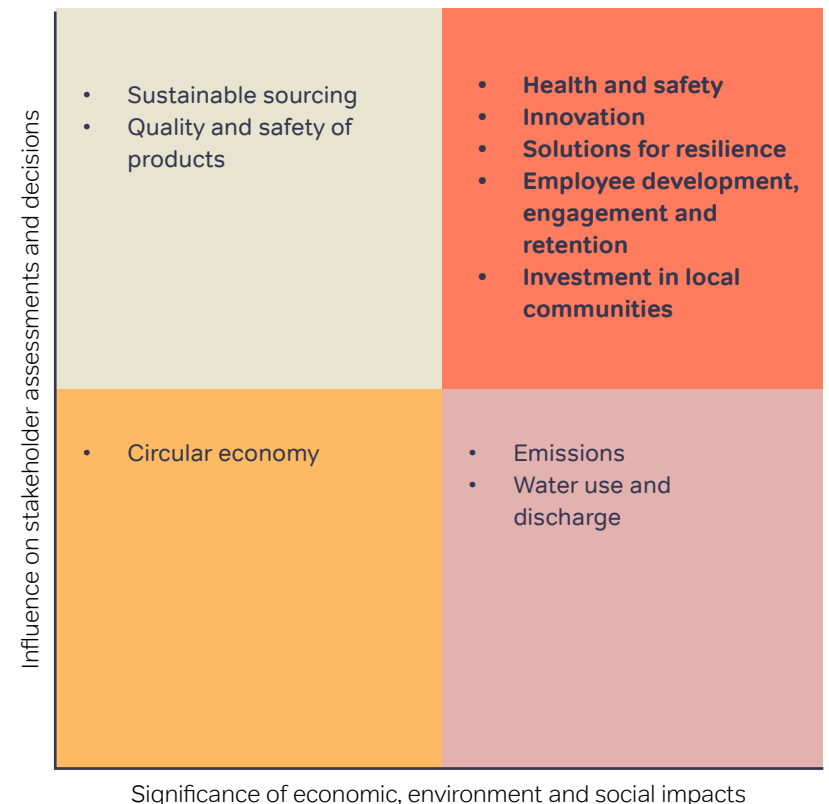 Influence on stakeholder assessments and decisions
• Sustainable sourcing
• Quality and safety of
products
• Health and safety
• Innovation
• Solutions for resilience
• Employee development,
engagement and
retention
• Investment in local
communities
• Circular economy
• Emissions
• Water use and
discharge
Significance of economic, environment and social impacts